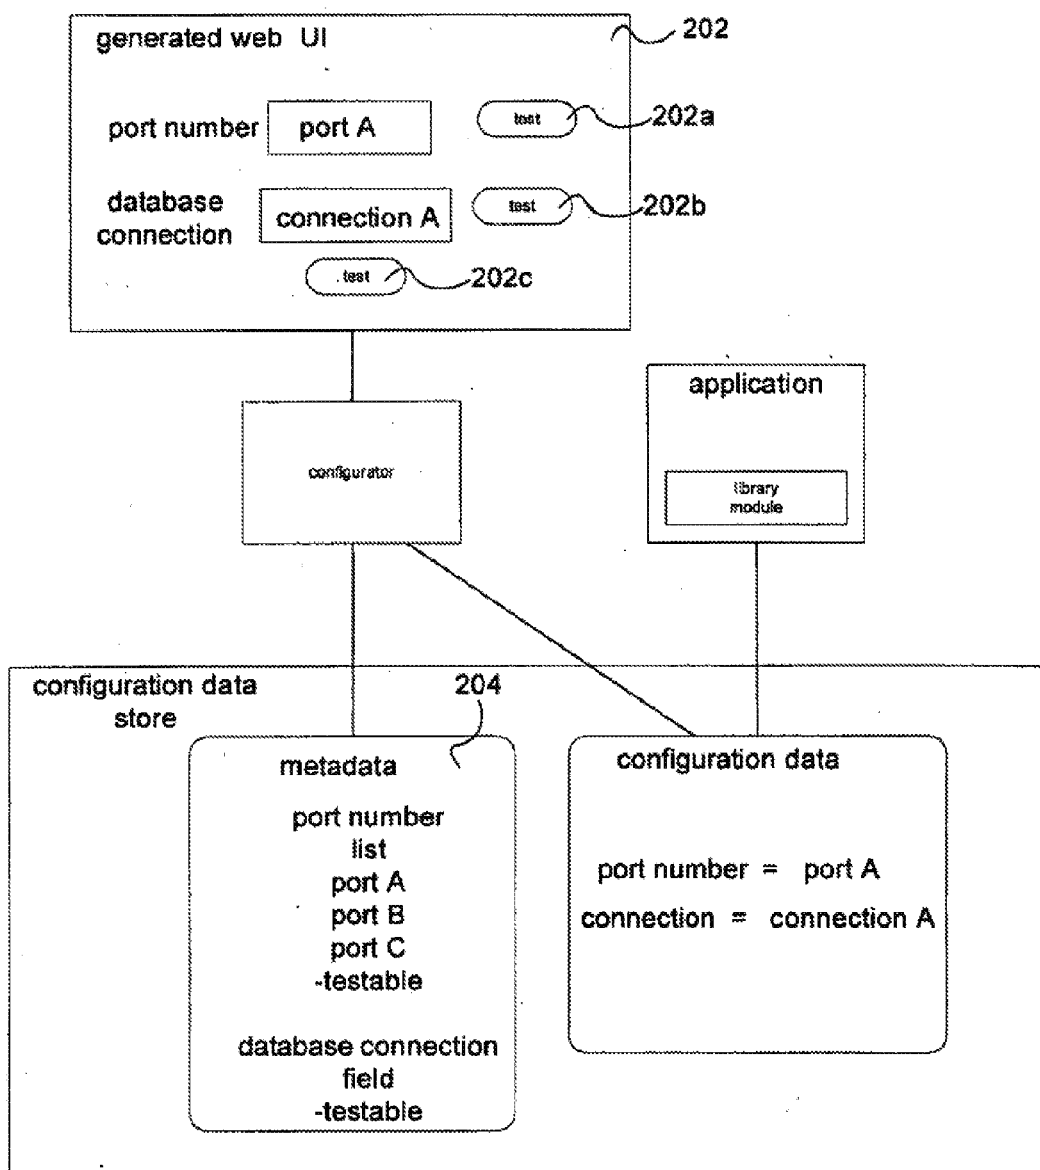 generated web UI
202
port number
port A
test
202a
database
connection
connection A
test
202b
test
202c
configurator
application
library
module
configuration data
store
204
metadata
port number
list
port A
port B
port C
-testable
database connection
field
-testable
configuration data
port number = port A
connection = connection A